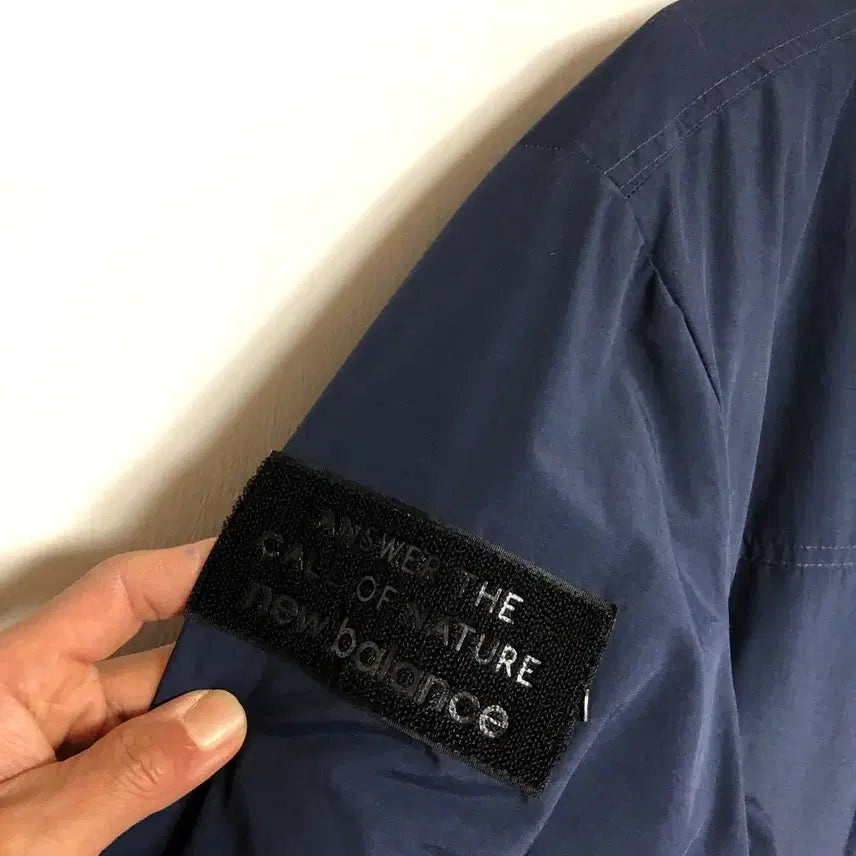 ANSWER THE
CALL OF NATURE
new balance